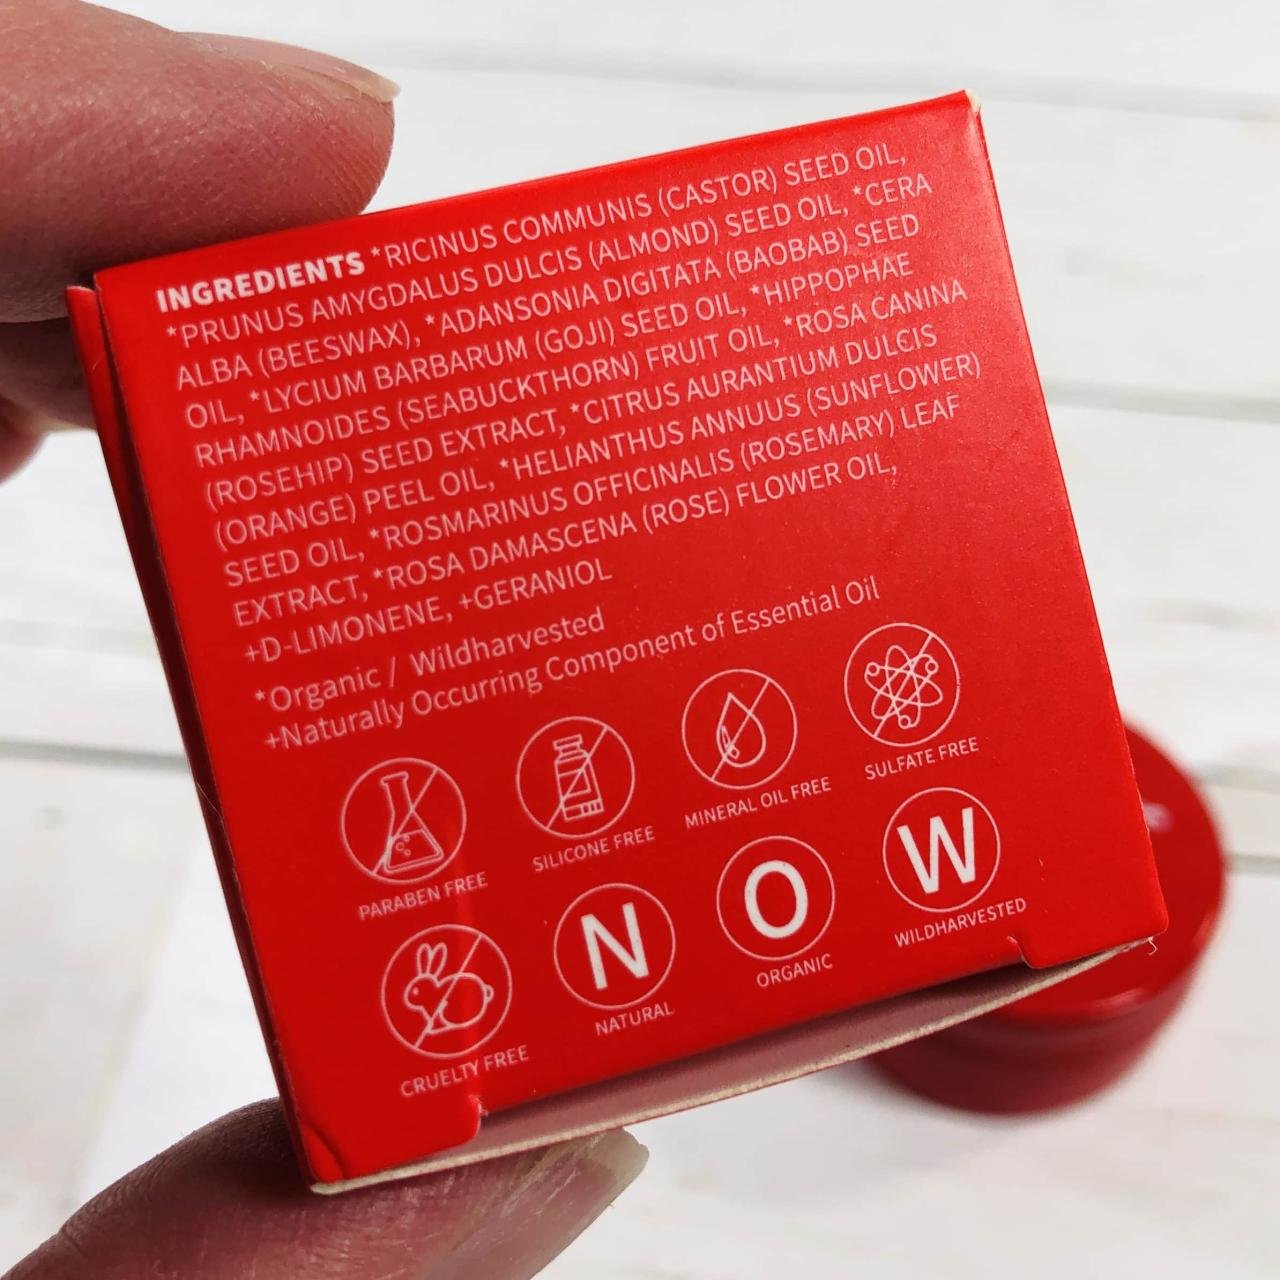 INGREDIENTS *RICINUS COMMUNIS (CASTOR) SEED OIL,
*PRUNUS AMYGDALUS DULCIS (ALMOND) SEED OIL, *CERA
ALBA (BEESWAX), *ADANSONIA DIGITATA (BAOBAB) SEED
OIL, *LYCIUM BARBARUM (GOJI) SEED OIL, *HIPPOPHAE
RHAMNOIDES (SEABUCKTHORN) FRUIT OIL, *ROSA CANINA
(ROSEHIP) SEED EXTRACT, *CITRUS AURANTIUM DULCIS
(ORANGE) PEEL OIL, *HELIANTHUS ANNUUS (SUNFLOWER)
SEED OIL, *ROSMARINUS OFFICINALIS (ROSEMARY) LEAF
EXTRACT, *ROSA DAMASCENA (ROSE) FLOWER OIL,
+D-LIMONENE, +GERANIOL
*Organic / Wildharvested
+Naturally Occurring Component of Essential Oil
PARABEN FREE
SILICONE FREE
MINERAL OIL FREE
SULFATE FREE
CRUELTY FREE
N
NATURAL
O
ORGANIC
W
WILDHARVESTED